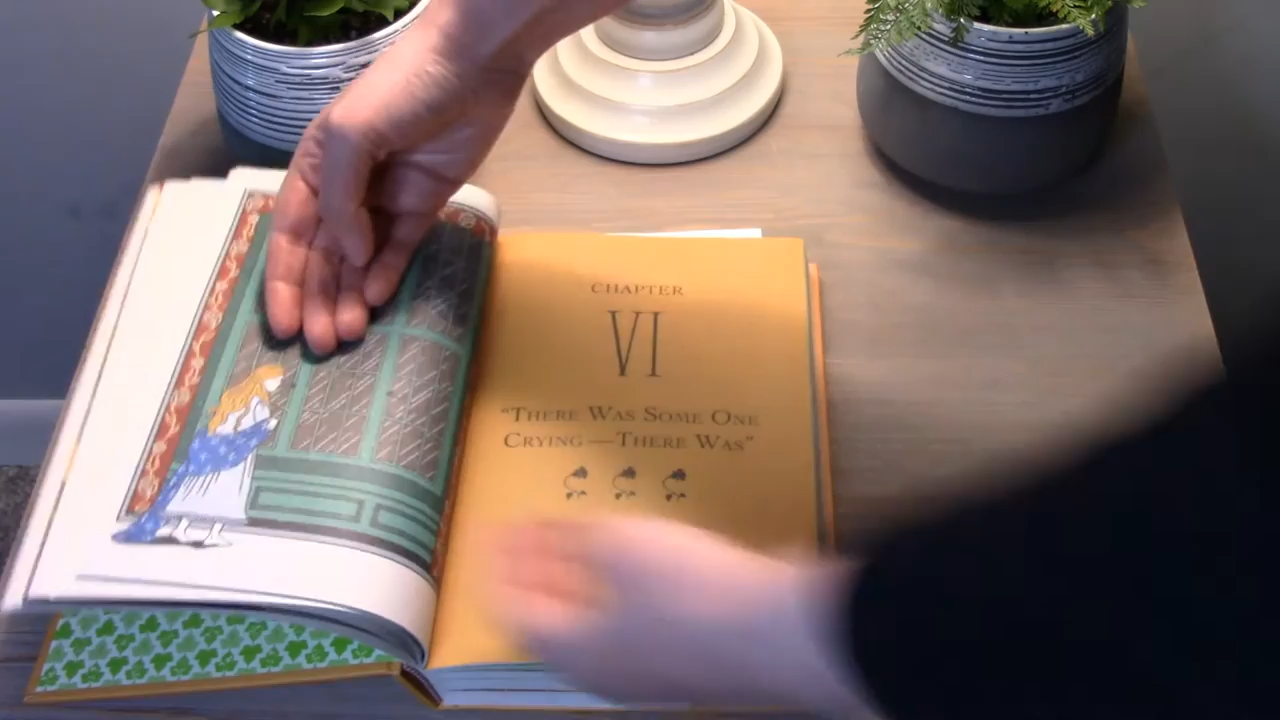 CHAPTER
VI
“THERE WAS SOME ONE
CRYING—THERE WAS”